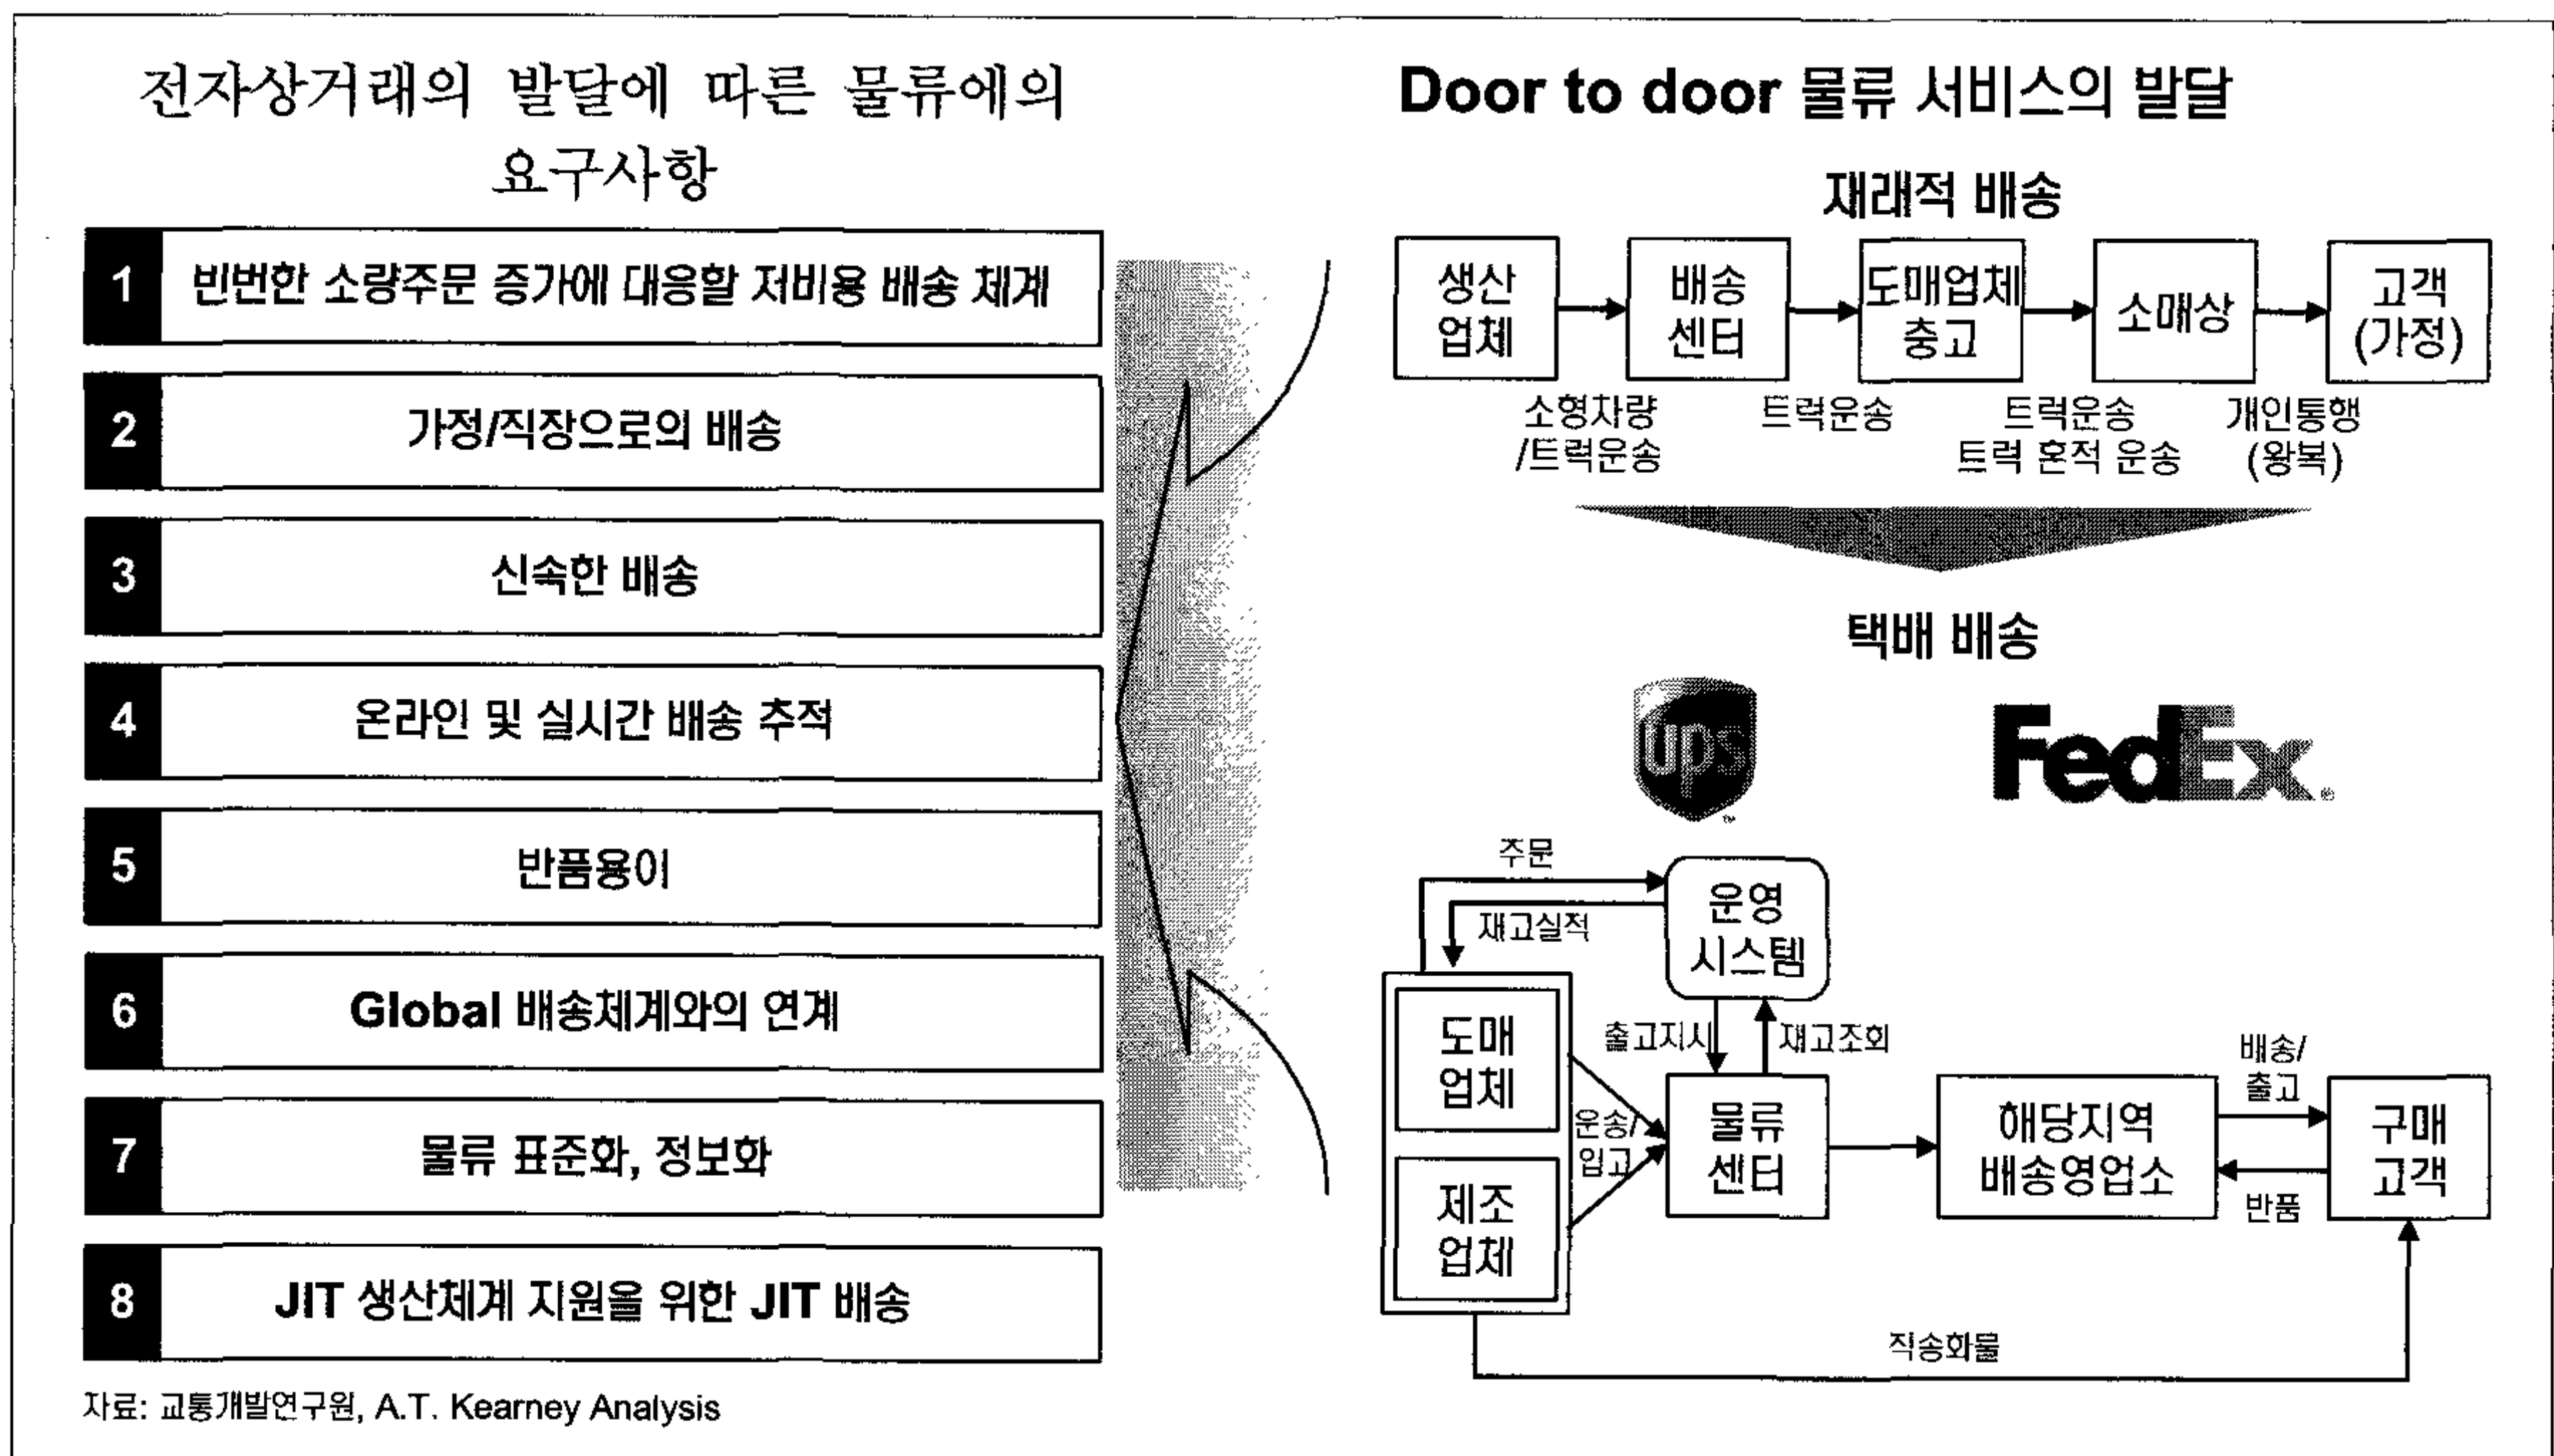 전자상거래의 발달에 따른 물류에의
요구사항
1 빈번한 소량주문 증가에 대응할 저비용 배송 체계
2 가정/직장으로의 배송
3 신속한 배송
4 온라인 및 실시간 배송 추적
5 반품용이
6 Global 배송체계와의 연계
7 물류 표준화, 정보화
8 JIT 생산체계 지원을 위한 JIT 배송
자료: 교통개발연구원, A.T. Kearney Analysis
Door to door 물류 서비스의 발달
재래적 배송
생산
업체
배송
센터
도매업체
충고
소매상
고객
(가정)
소형차량
/트럭운송
트럭운송
트럭운송
트럭 혼적 운송
개인통행
(왕복)
택배 배송
ups
™
FedEx®
주문
재고실적
운영
시스템
도매
업체
제조
업체
출고지시
재고조회
운송/
입고
물류
센터
해당지역
배송영업소
배송/
출고
반품
구매
고객
직송화물